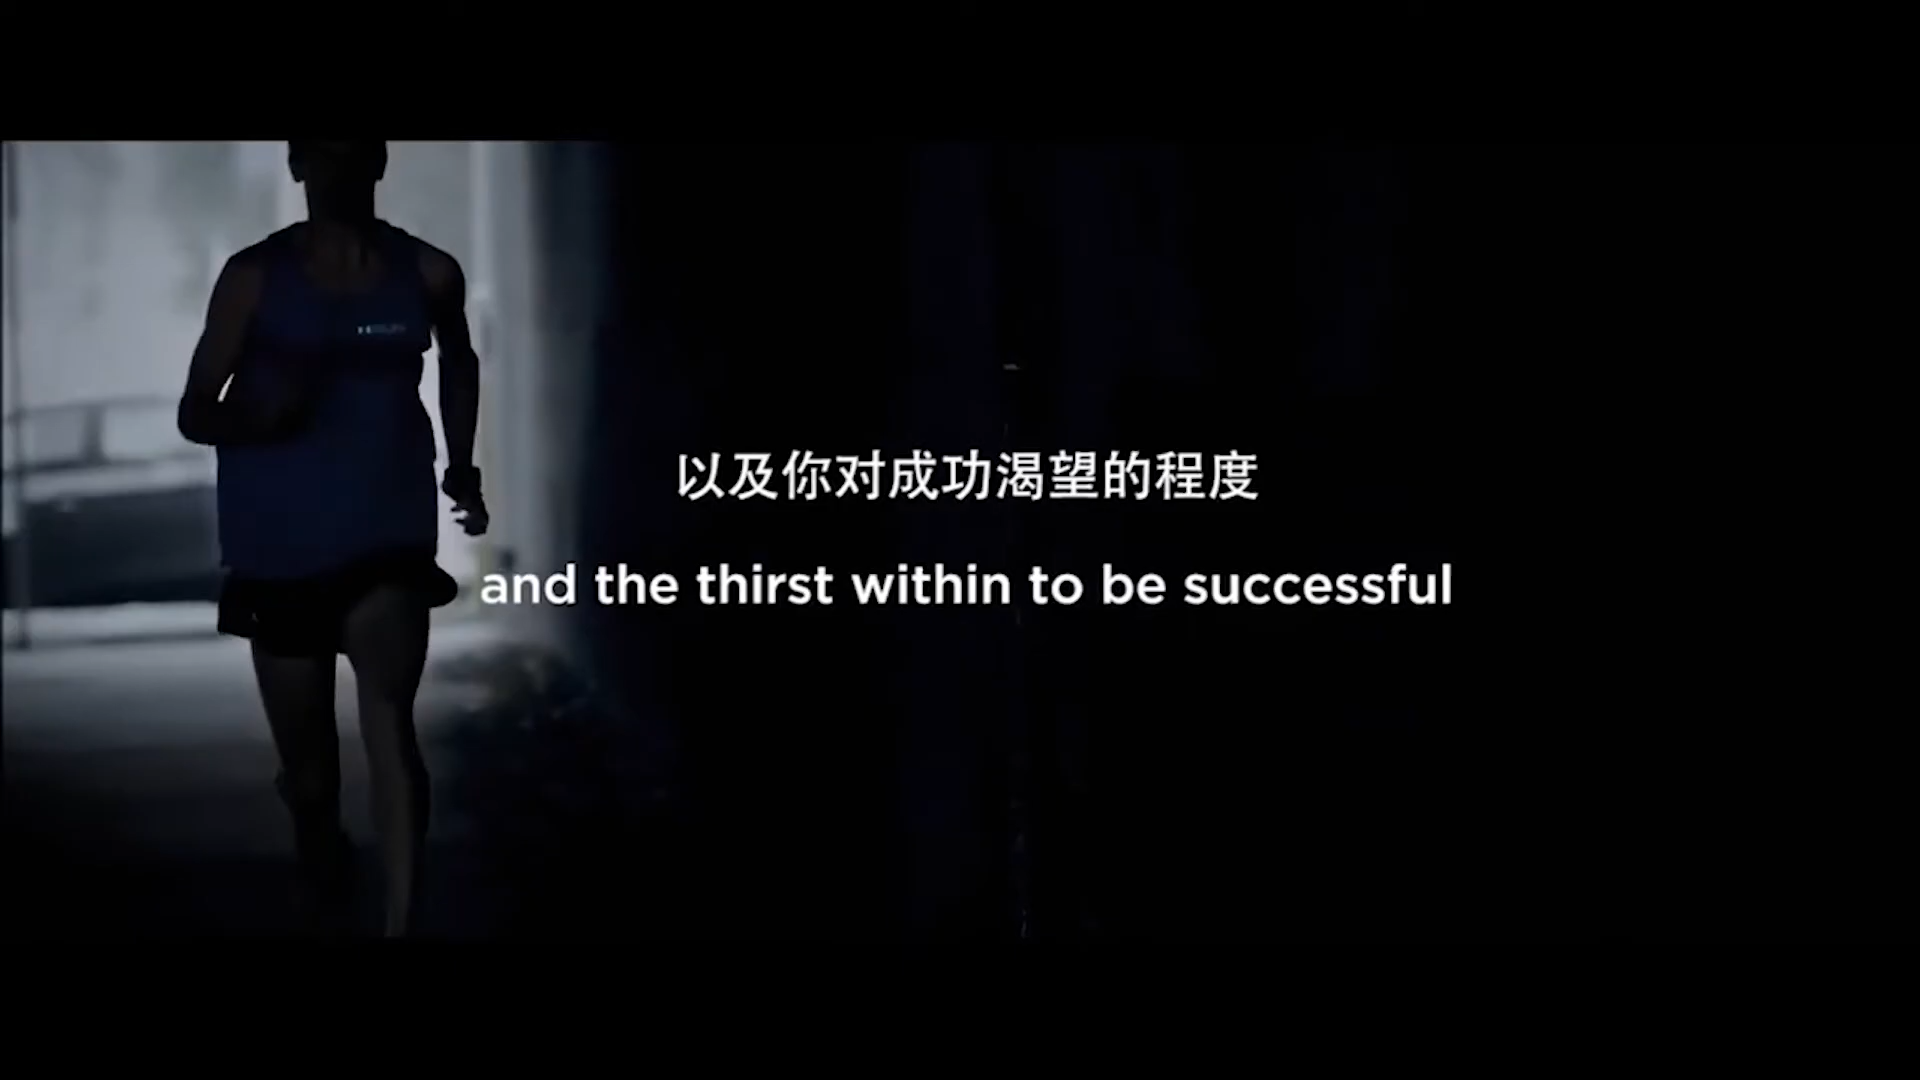 以及你对成功渴望的程度
and the thirst within to be successful